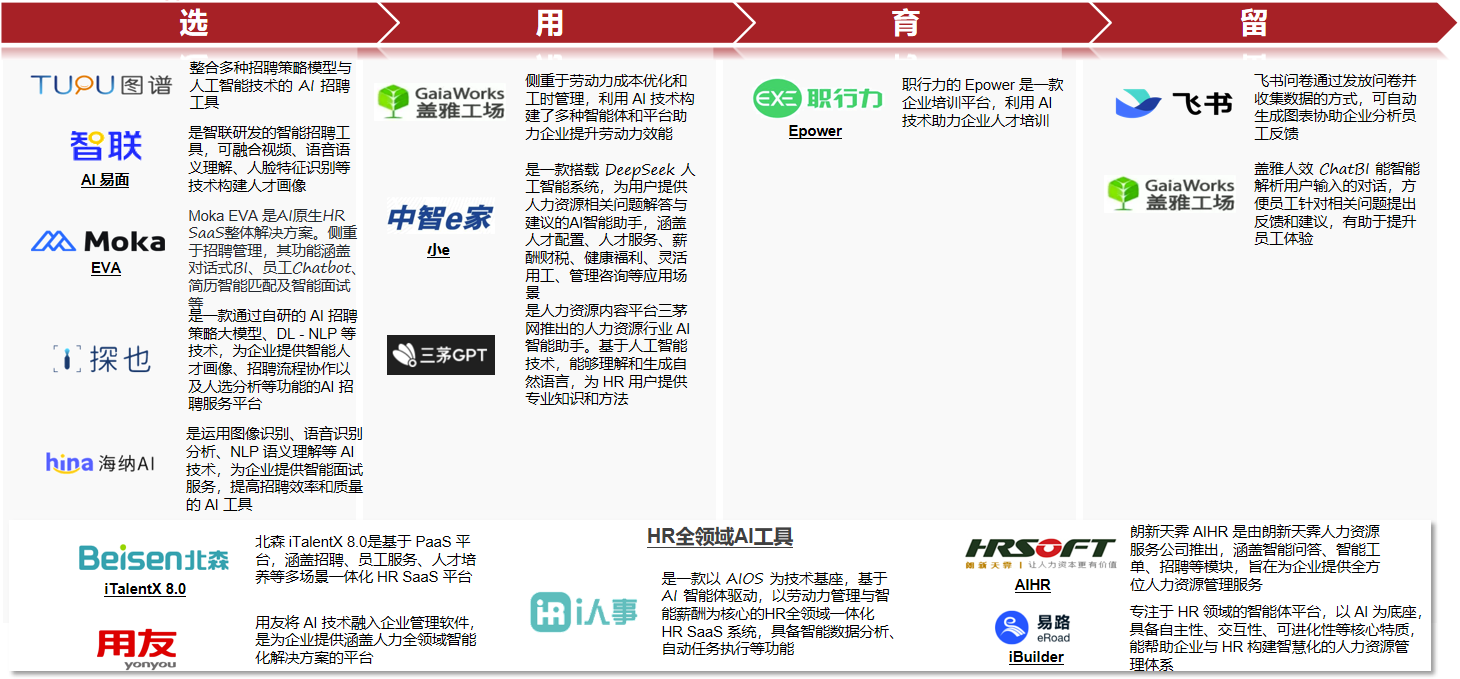 选
用
育
留
TUPU图谱
整合多种招聘策略模型与
人工智能技术的 AI 招聘
工具
智联
AI 易面
是智联研发的智能招聘工
具，可融合视频、语音语
义理解、人脸特征识别等
技术构建人才画像
Moka
EVA
Moka EVA 是AI原生HR
SaaS整体解决方案。侧重
于招聘管理，其功能涵盖
对话式BI、员工Chatbot、
简历智能匹配及智能面试
等
探也
是一款通过自研的 AI 招聘
策略大模型、DL - NLP 等
技术，为企业提供智能人
才画像、招聘流程协作以
及人选分析等功能的AI 招
聘服务平台
hina 海纳AI
是运用图像识别、语音识别
分析、NLP 语义理解等 AI
技术，为企业提供智能面试
服务，提高招聘效率和质量
的 AI 工具
GaiaWorks
盖雅工场
侧重于劳动力成本优化和
工时管理，利用 AI 技术构
建了多种智能体和平台助
力企业提升劳动力效能
中智e家
小e
是一款搭载 DeepSeek 人
工智能系统，为用户提供
人力资源相关问题解答与
建议的AI智能助手，涵盖
人才配置、人才服务、薪
酬财税、健康福利、灵活
用工、管理咨询等应用场
景
三茅GPT
是人力资源内容平台三茅
网推出的人力资源行业 AI
智能助手。基于人工智能
技术，能够理解和生成自
然语言，为 HR 用户提供
专业知识和方法
EXE 职行力
Epower
职行力的 Epower 是一款
企业培训平台，利用 AI
技术助力企业人才培训
飞书
飞书问卷通过发放问卷并
收集数据的方式，可自动
生成图表协助企业分析员
工反馈
GaiaWorks
盖雅工场
盖雅人效 ChatBI 能智能
解析用户输入的对话，方
便员工针对相关问题提出
反馈和建议，有助于提升
员工体验
HR全领域AI工具
Beisen北森
iTalentX 8.0
北森 iTalentX 8.0是基于 PaaS 平
台，涵盖招聘、员工服务、人才培
养等多场景一体化 HR SaaS 平台
用友
yonyou
用友将 AI 技术融入企业管理软件，
是为企业提供涵盖人力全领域智能
化解决方案的平台
iR i人事
是一款以 AIOS 为技术基座，基于
AI 智能体驱动，以劳动力管理与智
能薪酬为核心的HR全领域一体化
HR SaaS 系统，具备智能数据分析、
自动任务执行等功能
HRSOFT
朗新天霁 | 让人力资本更有价值
AIHR
朗新天霁 AIHR 是由朗新天霁人力资源
服务公司推出，涵盖智能问答、智能工
单、招聘等模块，旨在为企业提供全方
位人力资源管理服务
易路
eRoad
iBuilder
专注于 HR 领域的智能体平台，以 AI 为底座，
具备自主性、交互性、可进化性等核心特质，
能帮助企业与 HR 构建智慧化的人力资源管
理体系